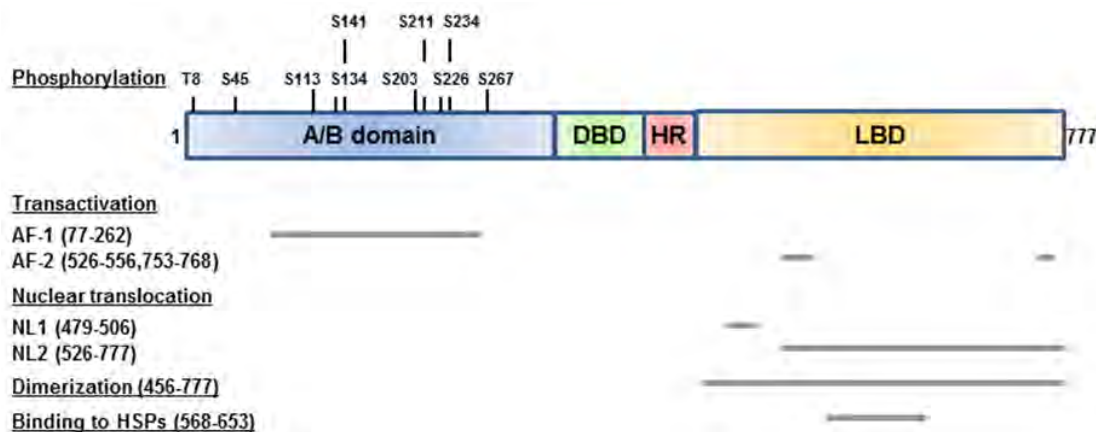 S141 S211 S234
Phosphorylation T8 S45 S113 S134 S203 S226 S267
1 A/B domain DBD HR LBD 777
Transactivation
AF-1 (77-262)
AF-2 (526-556,753-768)
Nuclear translocation
NL1 (479-506)
NL2 (526-777)
Dimerization (456-777)
Binding to HSPs (568-653)